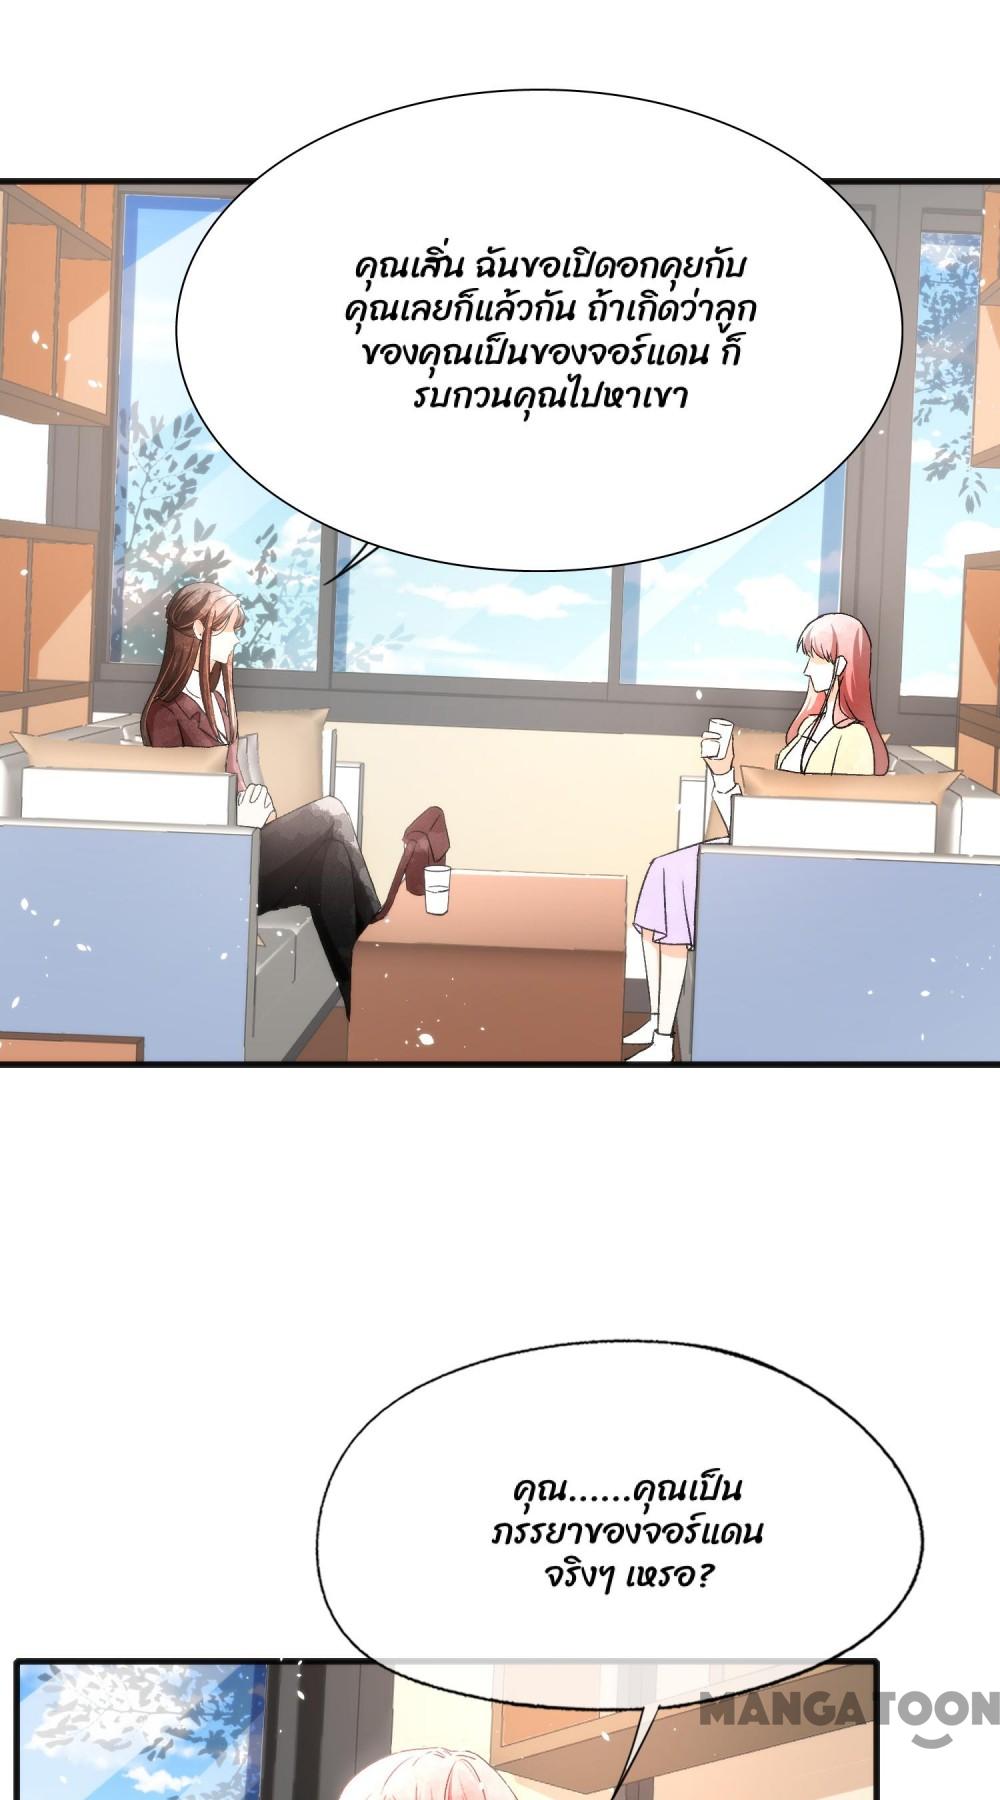 คุณเสิ่น ฉันขอเปิดอกคุยกับ
คุณเลยก็แล้วกัน ถ้าเกิดว่าลูก
ของคุณเป็นของจอร์แดน ก็
รบกวนคุณไปหาเขา
คุณ......คุณเป็น
ภรรยาของจอร์แดน
จริงๆ เหรอ?
MANGATOON